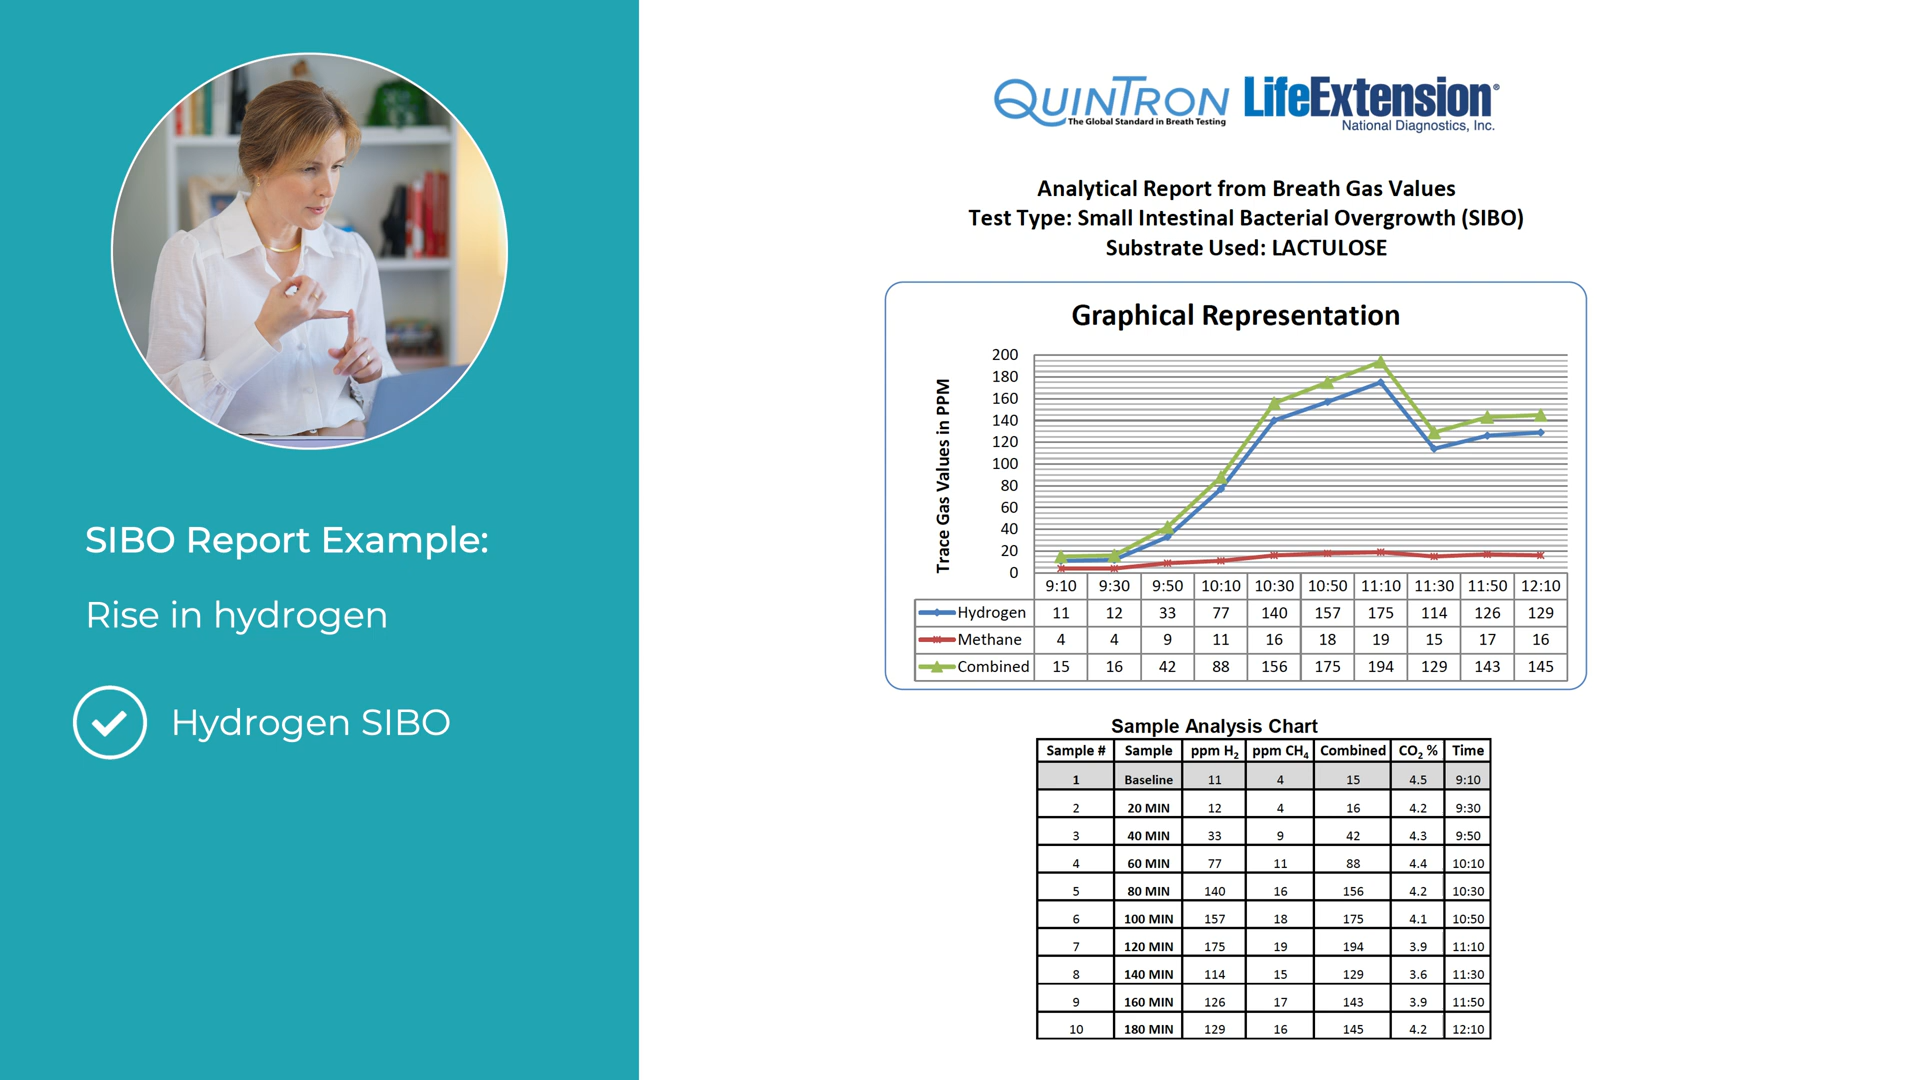 SIBO Report Example:
Rise in hydrogen
Hydrogen SIBO
QUINTRON
The Global Standard in Breath Testing
LifeExtension®
National Diagnostics, Inc.
Analytical Report from Breath Gas Values
Test Type: Small Intestinal Bacterial Overgrowth (SIBO)
Substrate Used: LACTULOSE
Graphical Representation
Trace Gas Values in PPM
200
180
160
140
120
100
80
60
40
20
0
9:10 9:30 9:50 10:10 10:30 10:50 11:10 11:30 11:50 12:10
Hydrogen 11 12 33 77 140 157 175 114 126 129
Methane 4 4 9 11 16 18 19 15 17 16
Combined 15 16 42 88 156 175 194 129 143 145
Sample Analysis Chart
Sample # Sample ppm H₂ ppm CH₄ Combined CO₂ % Time
1 Baseline 11 4 15 4.5 9:10
2 20 MIN 12 4 16 4.2 9:30
3 40 MIN 33 9 42 4.3 9:50
4 60 MIN 77 11 88 4.4 10:10
5 80 MIN 140 16 156 4.2 10:30
6 100 MIN 157 18 175 4.1 10:50
7 120 MIN 175 19 194 3.9 11:10
8 140 MIN 114 15 129 3.6 11:30
9 160 MIN 126 17 143 3.9 11:50
10 180 MIN 129 16 145 4.2 12:10